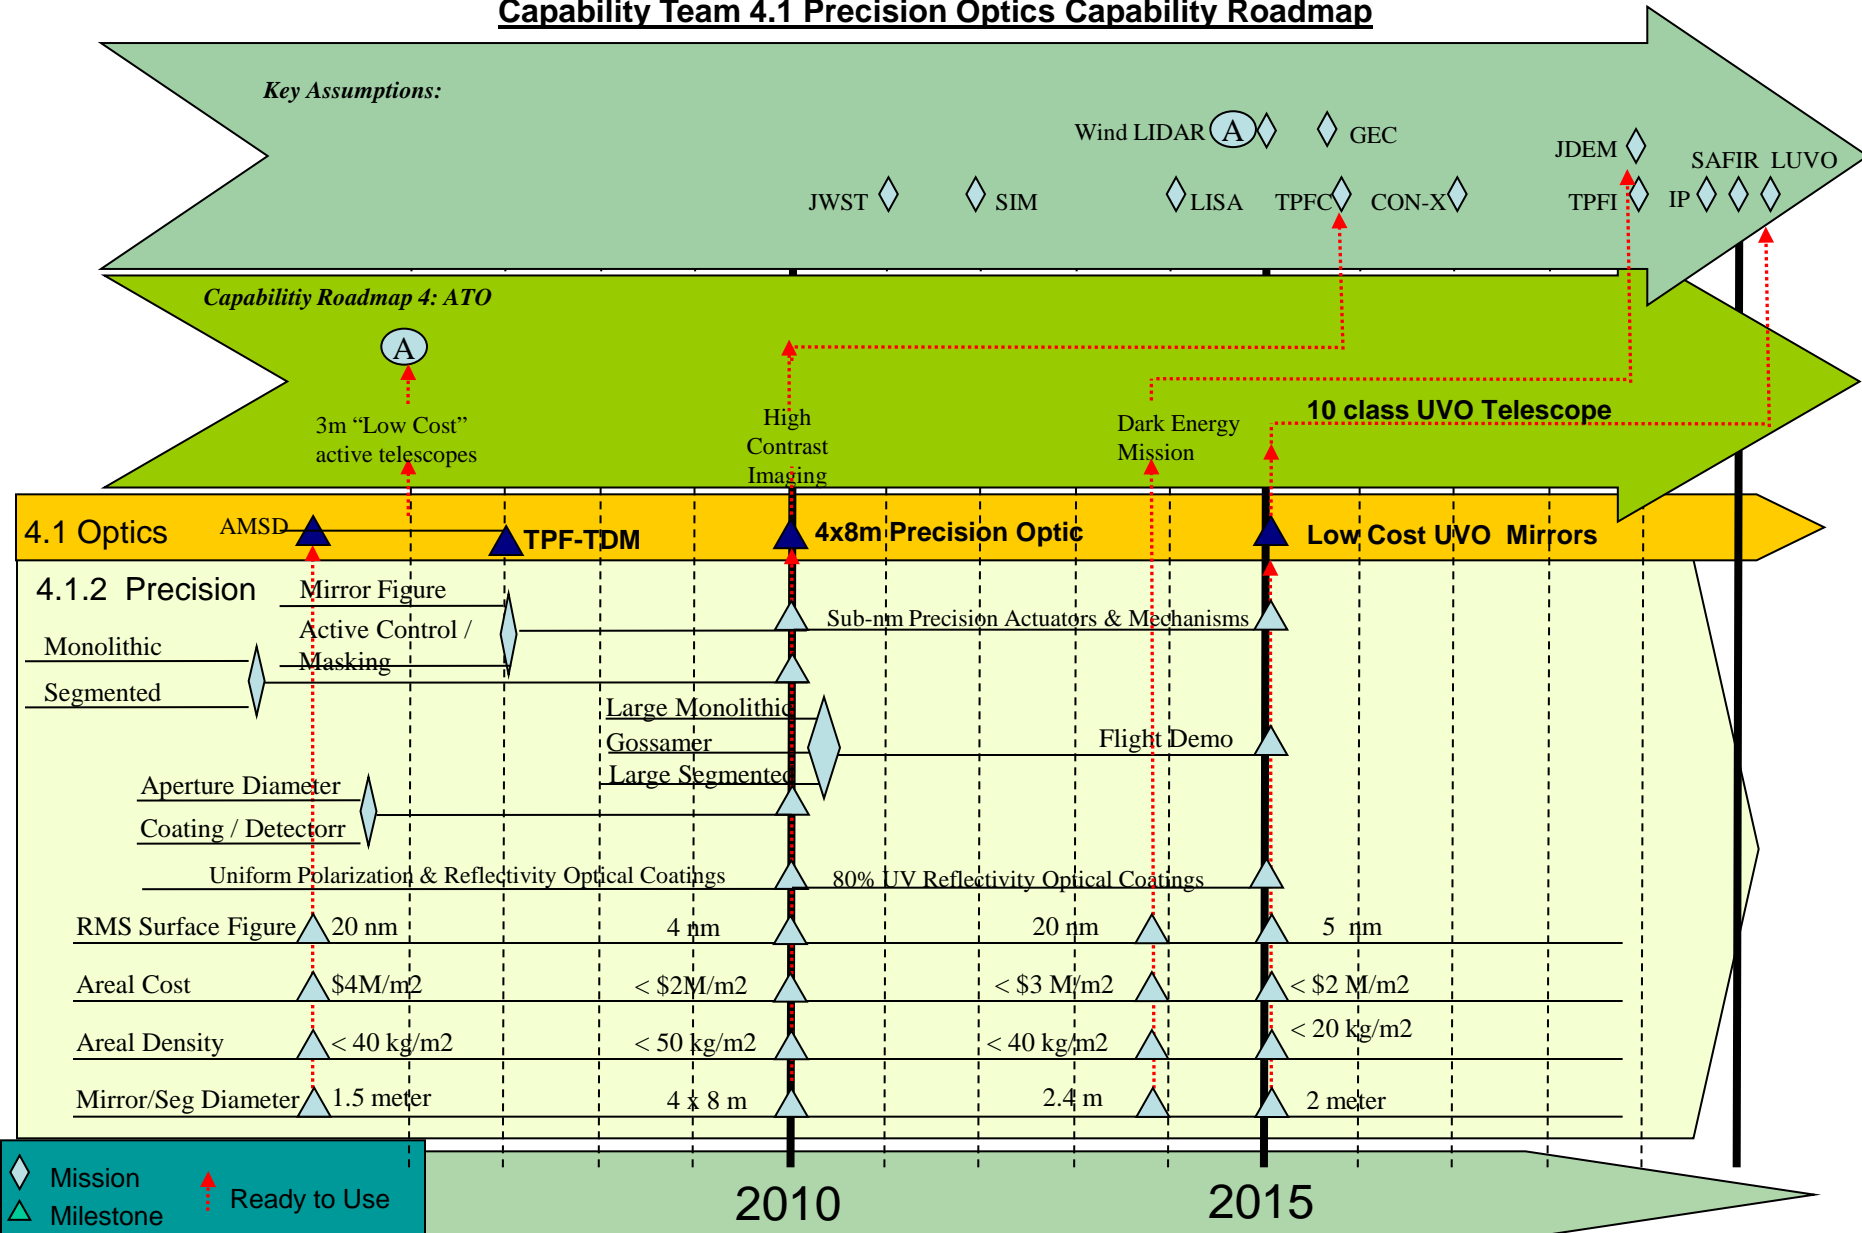 Capability Team 4.1 Precision Optics Capability Roadmap
Key Assumptions:
Wind LIDAR
A
GEC
JDEM
SAFIR LUVO
JWST
SIM
LISA
TPFC
CON-X
TPFI
IP
Capabilitiy Roadmap 4: ATO
A
3m “Low Cost”
active telescopes
High
Contrast
Imaging
Dark Energy
Mission
10 class UVO Telescope
4.1 Optics
AMSD
TPF-TDM
4x8m Precision Optic
Low Cost UVO Mirrors
4.1.2 Precision
Mirror Figure
Active Control /
Masking
Sub-nm Precision Actuators & Mechanisms
Monolithic
Segmented
Large Monolithic
Gossamer
Large Segmented
Flight Demo
Aperture Diameter
Coating / Detectorr
Uniform Polarization & Reflectivity Optical Coatings
80% UV Reflectivity Optical Coatings
RMS Surface Figure 20 nm 4 nm 20 nm 5 nm
Areal Cost $4M/m2 < $2M/m2 < $3 M/m2 < $2 M/m2
Areal Density < 40 kg/m2 < 50 kg/m2 < 40 kg/m2 < 20 kg/m2
Mirror/Seg Diameter 1.5 meter 4 x 8 m 2.4 m 2 meter
Mission
Milestone
Ready to Use
2010
2015